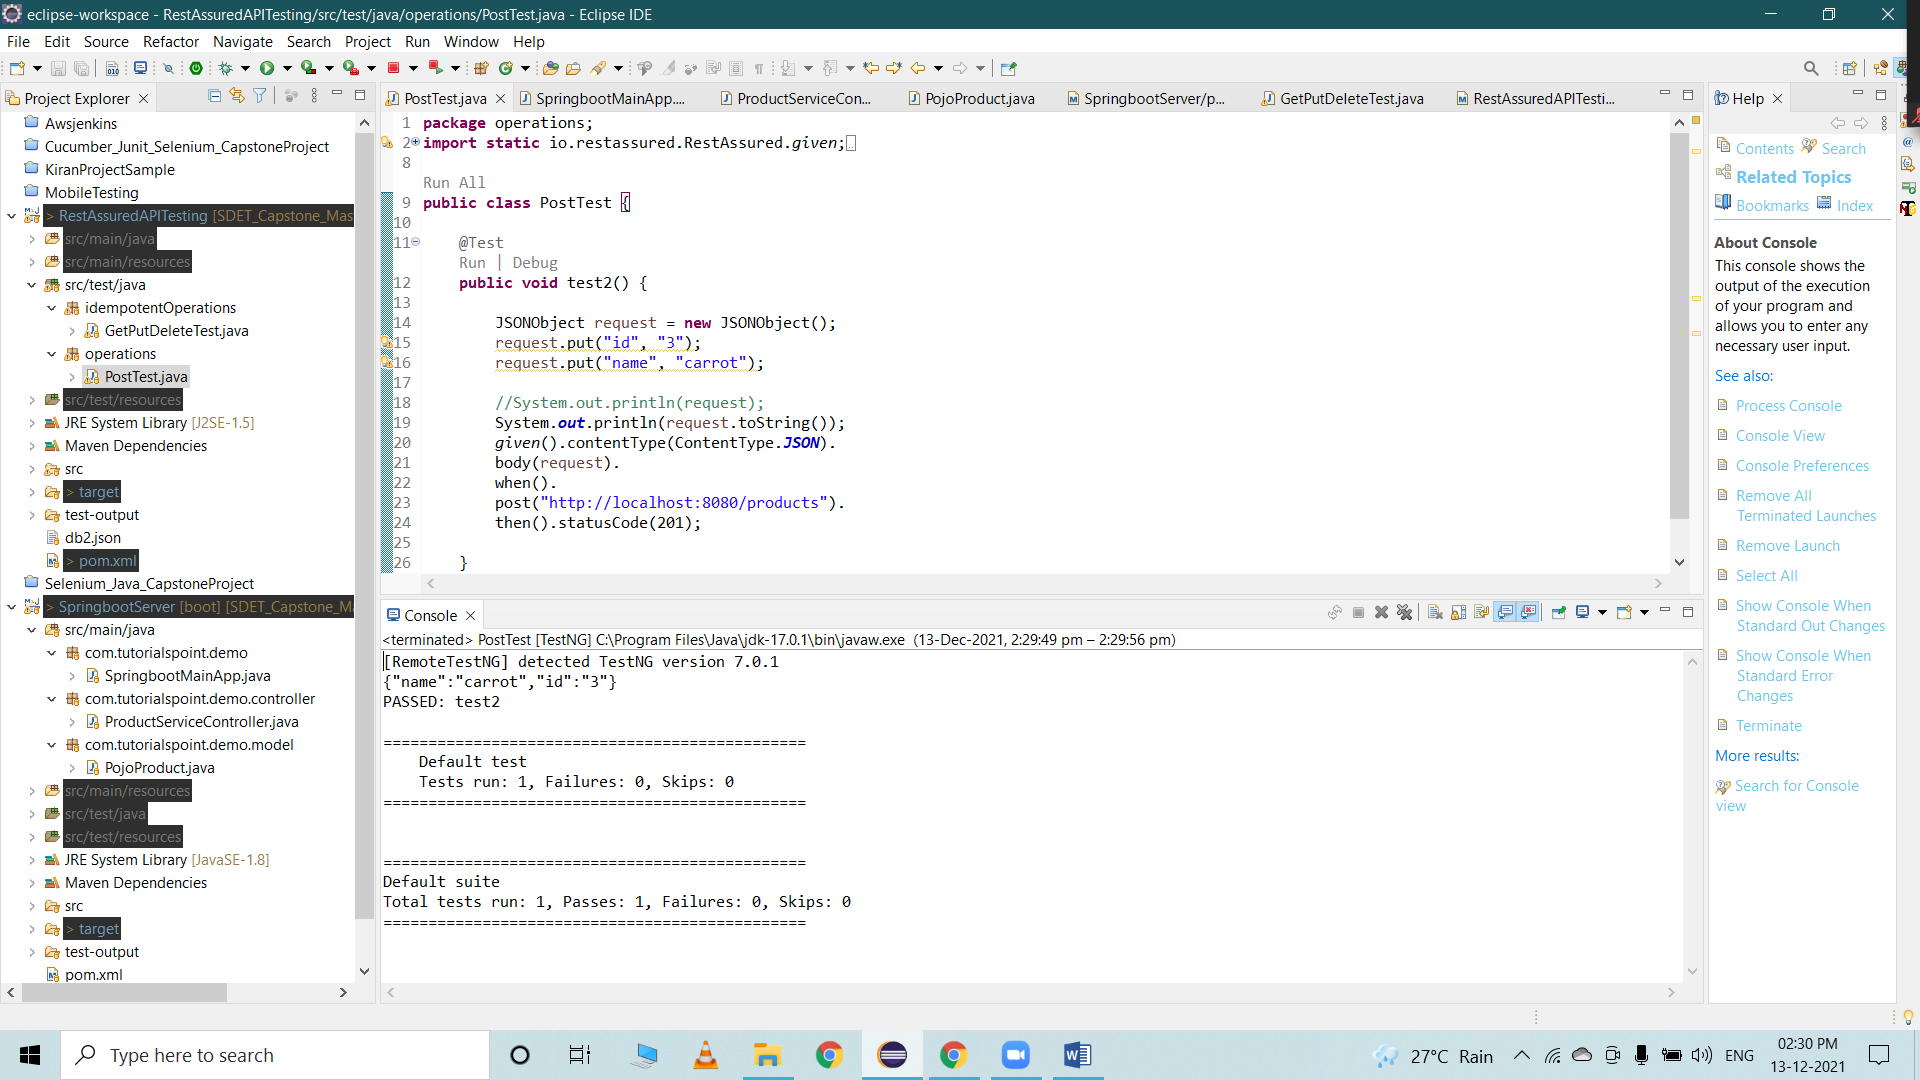 eclipse-workspace - RestAssuredAPITesting/src/test/java/operations/PostTest.java - Eclipse IDE
File Edit Source Refactor Navigate Search Project Run Window Help
Project Explorer
Awsjenkins
Cucumber_Junit_Selenium_CapstoneProject
KiranProjectSample
MobileTesting
> RestAssuredAPITesting [SDET_Capstone_Mas
src/main/java
src/main/resources
src/test/java
idempotentOperations
GetPutDeleteTest.java
operations
PostTest.java
src/test/resources
JRE System Library [J2SE-1.5]
Maven Dependencies
src
> target
test-output
db2.json
> pom.xml
Selenium_Java_CapstoneProject
> SpringbootServer [boot] [SDET_Capstone_Ma
src/main/java
com.tutorialspoint.demo
SpringbootMainApp.java
com.tutorialspoint.demo.controller
ProductServiceController.java
com.tutorialspoint.demo.model
PojoProduct.java
src/main/resources
src/test/java
src/test/resources
JRE System Library [JavaSE-1.8]
Maven Dependencies
src
> target
test-output
pom.xml
PostTest.java SpringbootMainApp.... ProductServiceCon... PojoProduct.java SpringbootServer/p... GetPutDeleteTest.java RestAssuredAPITesti...
1 package operations;
2 import static io.restassured.RestAssured.given;
8
Run All
9 public class PostTest {
10
11 @Test
Run | Debug
12 public void test2() {
13
14 JSONObject request = new JSONObject();
15 request.put("id", "3");
16 request.put("name", "carrot");
17
18 //System.out.println(request);
19 System.out.println(request.toString());
20 given().contentType(ContentType.JSON).
21 body(request).
22 when().
23 post("http://localhost:8080/products").
24 then().statusCode(201);
25
26 }
Console
<terminated> PostTest [TestNG] C:\Program Files\Java\jdk-17.0.1\bin\javaw.exe (13-Dec-2021, 2:29:49 pm – 2:29:56 pm)
[RemoteTestNG] detected TestNG version 7.0.1
{"name":"carrot","id":"3"}
PASSED: test2
===============================================
Default test
Tests run: 1, Failures: 0, Skips: 0
===============================================
===============================================
Default suite
Total tests run: 1, Passes: 1, Failures: 0, Skips: 0
===============================================
Help
Contents Search
Related Topics
Bookmarks Index
About Console
This console shows the
output of the execution
of your program and
allows you to enter any
necessary user input.
See also:
Process Console
Console View
Console Preferences
Remove All
Terminated Launches
Remove Launch
Select All
Show Console When
Standard Out Changes
Show Console When
Standard Error
Changes
Terminate
More results:
Search for Console
view
Type here to search
27°C Rain
ENG
02:30 PM
13-12-2021